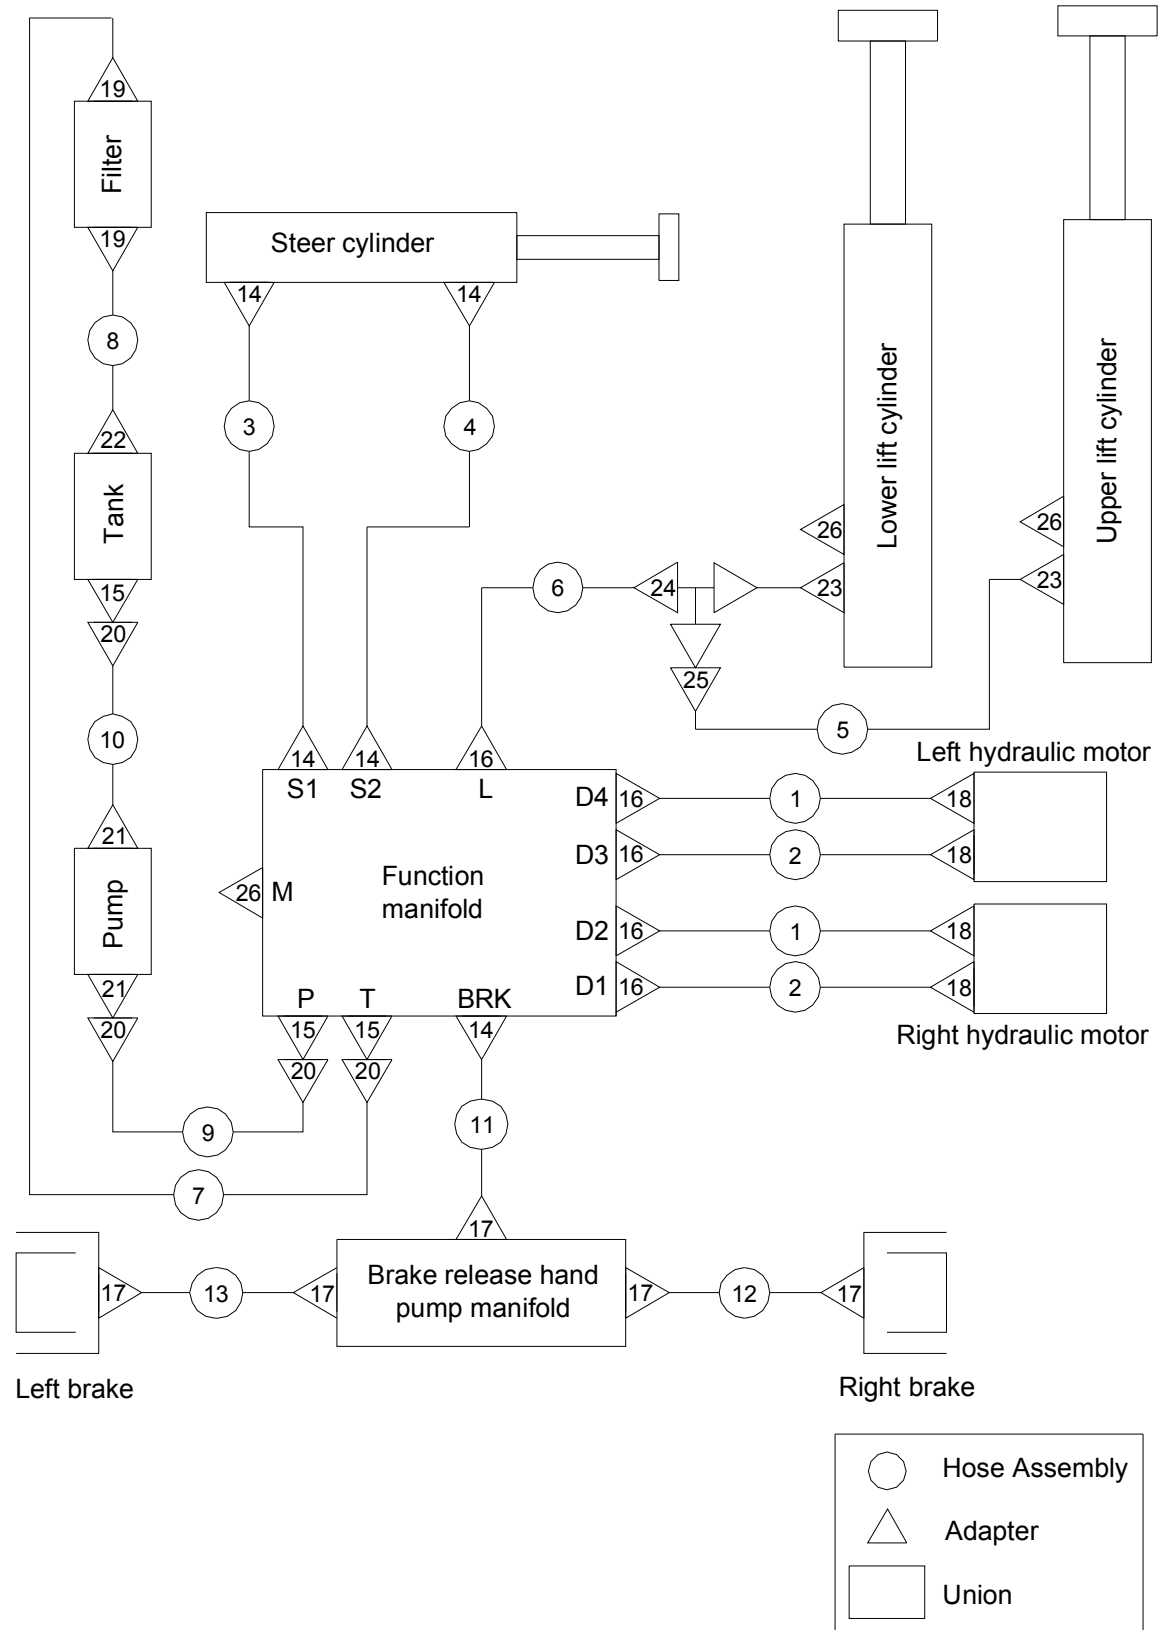 19
Filter
19
8
22
Tank
15
20
10
21
Pump
21
20
9
7
Steer cylinder
14
14
3
4
Lower lift cylinder
26
23
Upper lift cylinder
26
23
6
24
25
5
14
14
16
S1
S2
L
26
M
Function
manifold
D4
16
1
18
D3
16
2
18
Left hydraulic motor
D2
16
1
18
D1
16
2
18
Right hydraulic motor
P
T
BRK
15
15
14
20
20
11
17
Brake release hand
pump manifold
17
13
17
17
12
17
Left brake
Right brake
Hose Assembly
Adapter
Union